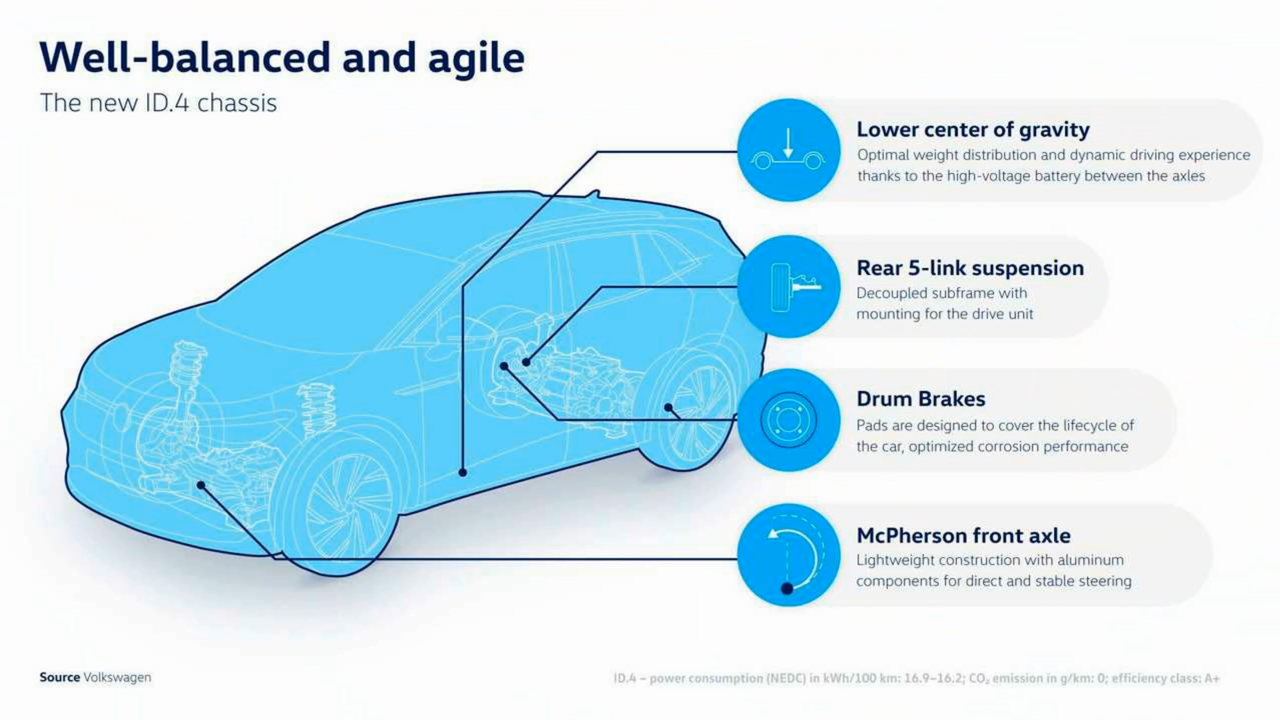 Well-balanced and agile
The new ID.4 chassis
Lower center of gravity
Optimal weight distribution and dynamic driving experience
thanks to the high-voltage battery between the axles
Rear 5-link suspension
Decoupled subframe with
mounting for the drive unit
Drum Brakes
Pads are designed to cover the lifecycle of
the car, optimized corrosion performance
McPherson front axle
Lightweight construction with aluminum
components for direct and stable steering
Source Volkswagen
ID.4 – power consumption (NEDC) in kWh/100 km: 16.9–16.2; CO₂ emission in g/km: 0; efficiency class: A+